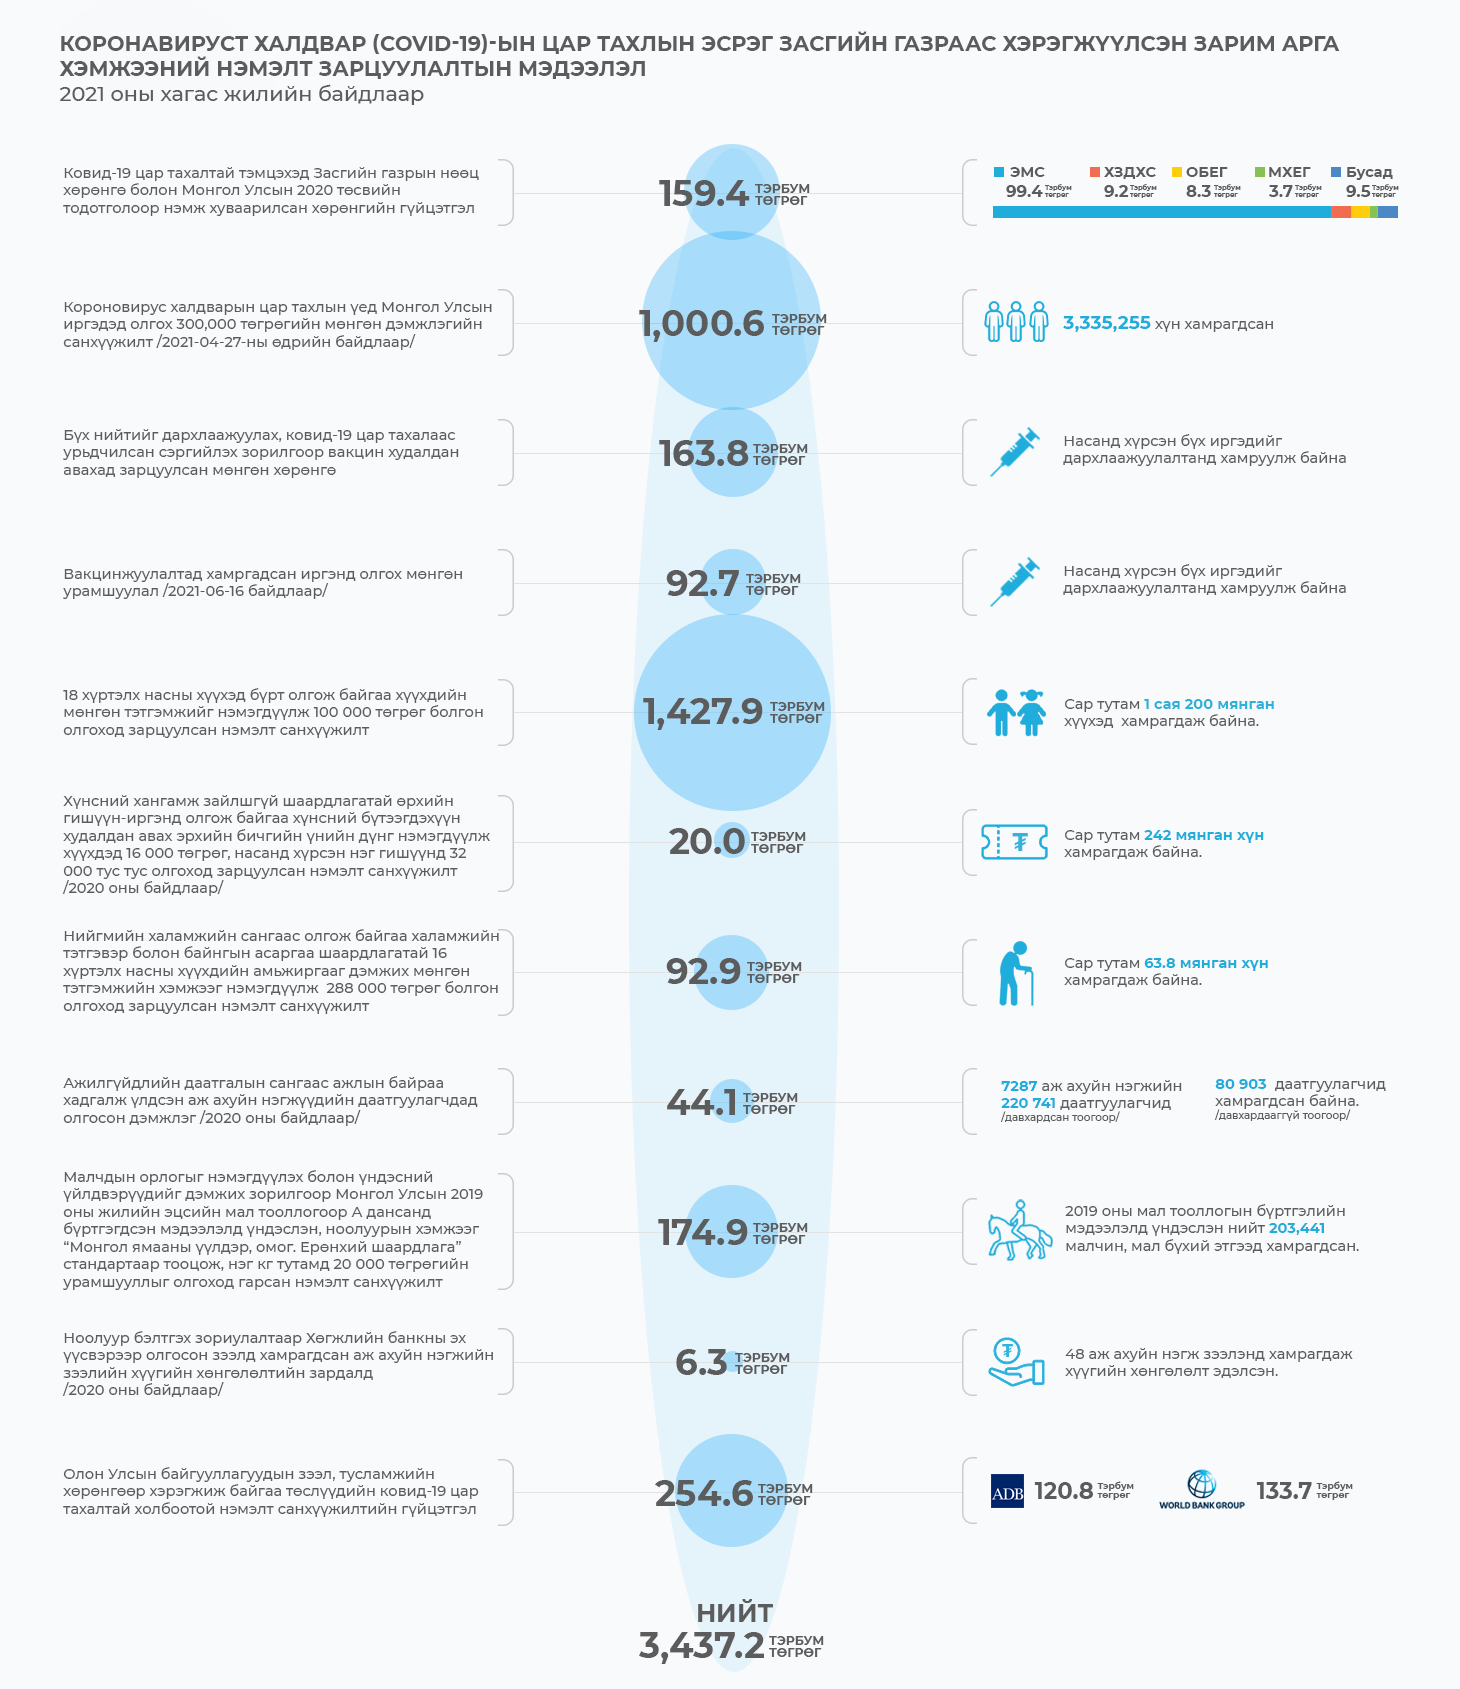 КОРОНАВИРУСТ ХАЛДВАР (COVID-19)-ЫН ЦАР ТАХЛЫН ЭСРЭГ ЗАСГИЙН ГАЗРААС ХЭРЭГЖҮҮЛСЭН ЗАРИМ АРГА
ХЭМЖЭЭНИЙ НЭМЭЛТ ЗАРЦУУЛАЛТЫН МЭДЭЭЛЭЛ
2021 оны хагас жилийн байдлаар
Ковид-19 цар тахалтай тэмцэхэд Засгийн газрын нөөц
хөрөнгө болон Монгол Улсын 2020 төсвийн
тодотголоор нэмж хуваарилсан хөрөнгийн гүйцэтгэл
159.4 ТЭРБУМ
ТӨГРӨГ
ЭМС ХЗДХС ОБЕГ МХЕГ Бусад
99.4 Тэрбум төгрөг 9.2 Тэрбум төгрөг 8.3 Тэрбум төгрөг 3.7 Тэрбум төгрөг 9.5 Тэрбум төгрөг
Короновирус халдварын цар тахлын үед Монгол Улсын
иргэдэд олгох 300,000 төгрөгийн мөнгөн дэмжлэгийн
санхүүжилт /2021-04-27-ны өдрийн байдлаар/
1,000.6 ТЭРБУМ
ТӨГРӨГ
3,335,255 хүн хамрагдсан
Бүх нийтийг дархлаажуулах, ковид-19 цар тахалаас
урьдчилсан сэргийлэх зорилгоор вакцин худалдан
авахад зарцуулсан мөнгөн хөрөнгө
163.8 ТЭРБУМ
ТӨГРӨГ
Насанд хүрсэн бүх иргэдийг
дархлаажуулалтанд хамруулж байна
Вакцинжуулалтад хамргадсан иргэнд олгох мөнгөн
урамшуулал /2021-06-16 байдлаар/
92.7 ТЭРБУМ
ТӨГРӨГ
Насанд хүрсэн бүх иргэдийг
дархлаажуулалтанд хамруулж байна
18 хүртэлх насны хүүхэд бүрт олгож байгаа хүүхдийн
мөнгөн тэтгэмжийг нэмэгдүүлж 100 000 төгрөг болгон
олгоход зарцуулсан нэмэлт санхүүжилт
1,427.9 ТЭРБУМ
ТӨГРӨГ
Сар тутам 1 сая 200 мянган
хүүхэд хамрагдаж байна.
Хүнсний хангамж зайлшгүй шаардлагатай өрхийн
гишүүн-иргэнд олгож байгаа хүнсний бүтээгдэхүүн
худалдан авах эрхийн бичгийн үнийн дүнг нэмэгдүүлж
хүүхдэд 16 000 төгрөг, насанд хүрсэн нэг гишүүнд 32
000 тус тус олгоход зарцуулсан нэмэлт санхүүжилт
/2020 оны байдлаар/
20.0 ТЭРБУМ
ТӨГРӨГ
Сар тутам 242 мянган хүн
хамрагдаж байна.
Нийгмийн халамжийн сангаас олгож байгаа халамжийн
тэтгэвэр болон байнгын асаргаа шаардлагатай 16
хүртэлх насны хүүхдийн амьжиргааг дэмжих мөнгөн
тэтгэмжийн хэмжээг нэмэгдүүлж 288 000 төгрөг болгон
олгоход зарцуулсан нэмэлт санхүүжилт
92.9 ТЭРБУМ
ТӨГРӨГ
Сар тутам 63.8 мянган хүн
хамрагдаж байна.
Ажилгүйдлийн даатгалын сангаас ажлын байраа
хадгалж үлдсэн аж ахуйн нэгжүүдийн даатгуулагчдад
олгосон дэмжлэг /2020 оны байдлаар/
44.1 ТЭРБУМ
ТӨГРӨГ
7287 аж ахуйн нэгжийн
220 741 даатгуулагчид
/давхардсан тоогоор/
80 903 даатгуулагчид
хамрагдсан байна.
/давхардааггүй тоогоор/
Малчдын орлогыг нэмэгдүүлэх болон үндэсний
үйлдвэрүүдийг дэмжих зорилгоор Монгол Улсын 2019
оны жилийн эцсийн мал тооллогоор А дансанд
бүртгэгдсэн мэдээлэлд үндэслэн, ноолуурын хэмжээг
“Монгол ямааны үүлдэр, омог. Ерөнхий шаардлага”
стандартаар тооцож, нэг кг тутамд 20 000 төгрөгийн
урамшууллыг олгоход гарсан нэмэлт санхүүжилт
174.9 ТЭРБУМ
ТӨГРӨГ
2019 оны мал тооллогын бүртгэлийн
мэдээлэлд үндэслэн нийт 203,441
малчин, мал бүхий этгээд хамрагдсан.
Ноолуур бэлтгэх зориулалтаар Хөгжлийн банкны эх
үүсвэрээр олгосон зээлд хамрагдсан аж ахуйн нэгжийн
зээлийн хүүгийн хөнгөлөлтийн зардалд
/2020 оны байдлаар/
6.3 ТЭРБУМ
ТӨГРӨГ
48 аж ахуйн нэгж зээлэнд хамрагдаж
хүүгийн хөнгөлөлт эдэлсэн.
Олон Улсын байгууллагуудын зээл, тусламжийн
хөрөнгөөр хэрэгжиж байгаа төслүүдийн ковид-19 цар
тахалтай холбоотой нэмэлт санхүүжилтийн гүйцэтгэл
254.6 ТЭРБУМ
ТӨГРӨГ
ADB 120.8 Тэрбум төгрөг
WORLD BANK GROUP 133.7 Тэрбум төгрөг
НИЙТ
3,437.2 ТЭРБУМ
ТӨГРӨГ